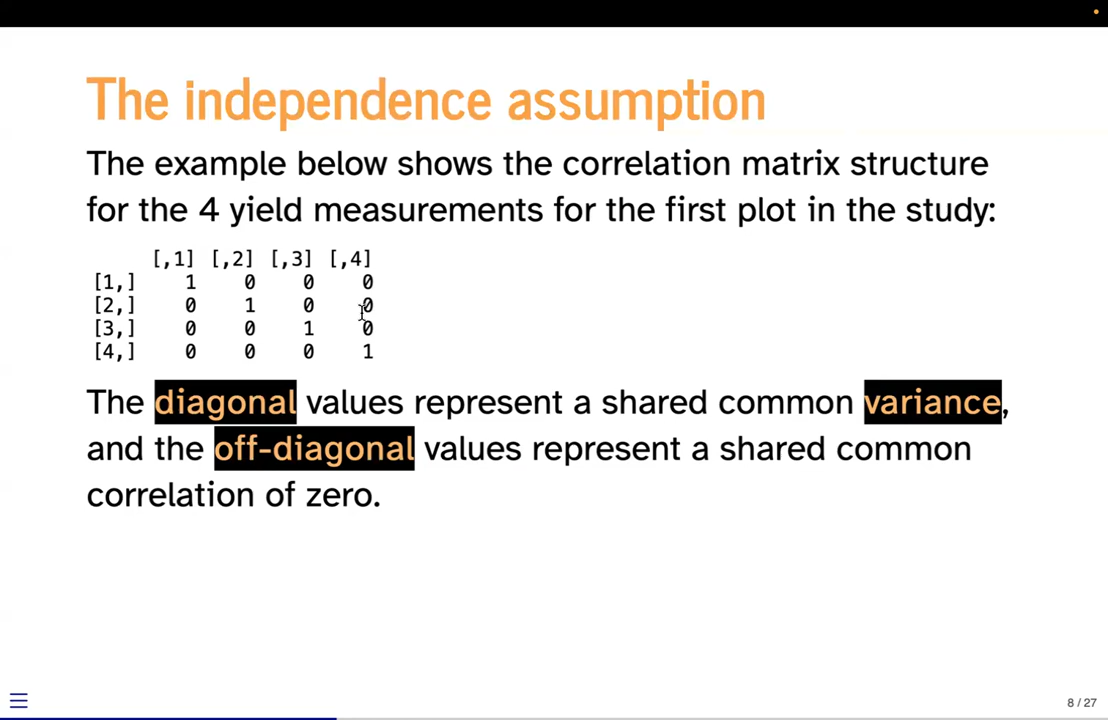 The independence assumption
The example below shows the correlation matrix structure
for the 4 yield measurements for the first plot in the study:
[,1] [,2] [,3] [,4]
[1,] 1 0 0 0
[2,] 0 1 0 0
[3,] 0 0 1 0
[4,] 0 0 0 1
The diagonal values represent a shared common variance,
and the off-diagonal values represent a shared common
correlation of zero.
8 / 27